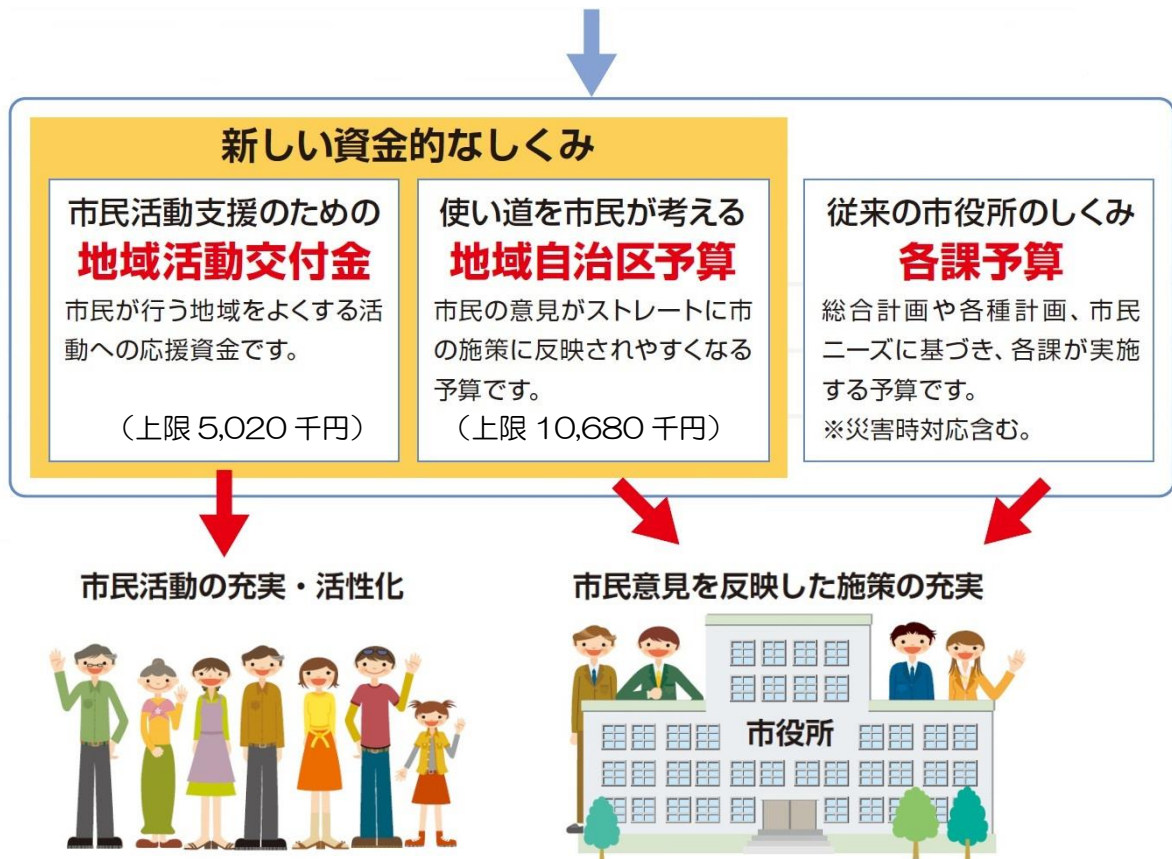 新しい資金的なしくみ
市民活動支援のための
地域活動交付金
市民が行う地域をよくする活
動への応援資金です。
（上限 5,020 千円）
使い道を市民が考える
地域自治区予算
市民の意見がストレートに市
の施策に反映されやすくなる
予算です。
（上限 10,680 千円）
従来の市役所のしくみ
各課予算
総合計画や各種計画、市民
ニーズに基づき、各課が実施
する予算です。
※災害時対応含む。
市民活動の充実・活性化
市民意見を反映した施策の充実
市役所